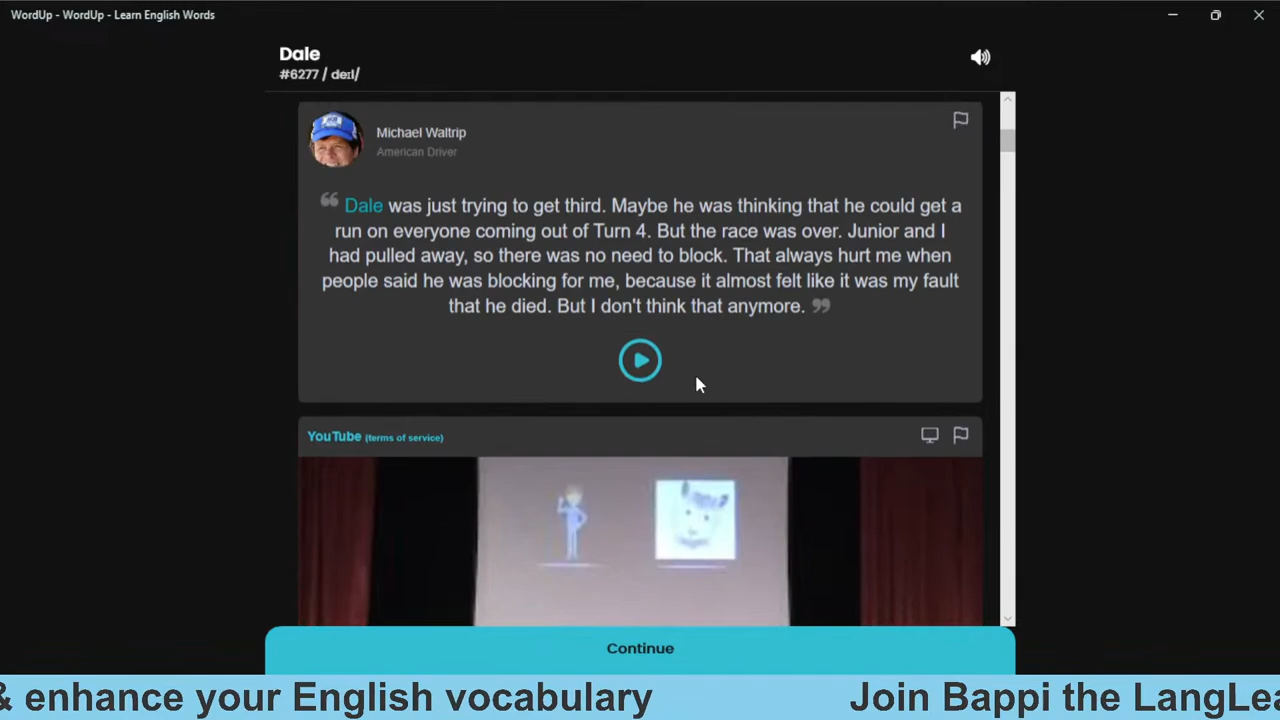 WordUp - WordUp - Learn English Words
Dale
#6277 / deɪl/
Michael Waltrip
American Driver
“ Dale was just trying to get third. Maybe he was thinking that he could get a
run on everyone coming out of Turn 4. But the race was over. Junior and I
had pulled away, so there was no need to block. That always hurt me when
people said he was blocking for me, because it almost felt like it was my fault
that he died. But I don't think that anymore. ”
YouTube (terms of service)
Continue
& enhance your English vocabulary Join Bappi the LangLea